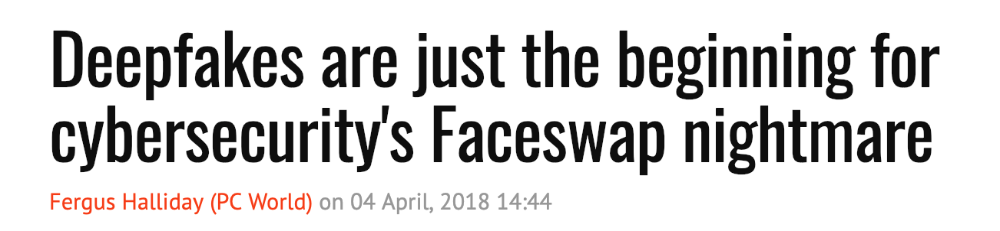 Deepfakes are just the beginning for
cybersecurity's Faceswap nightmare
Fergus Halliday (PC World) on 04 April, 2018 14:44